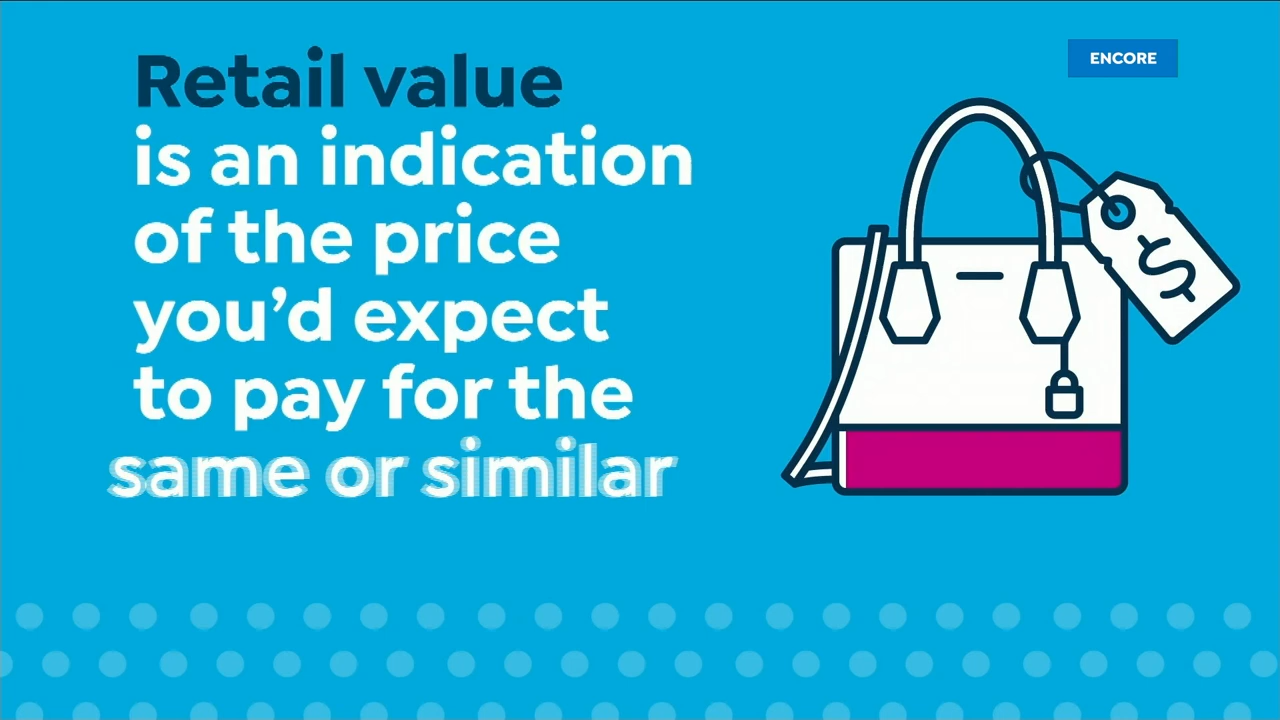 Retail value
is an indication
of the price
you'd expect
to pay for the
same or similar
ENCORE
$